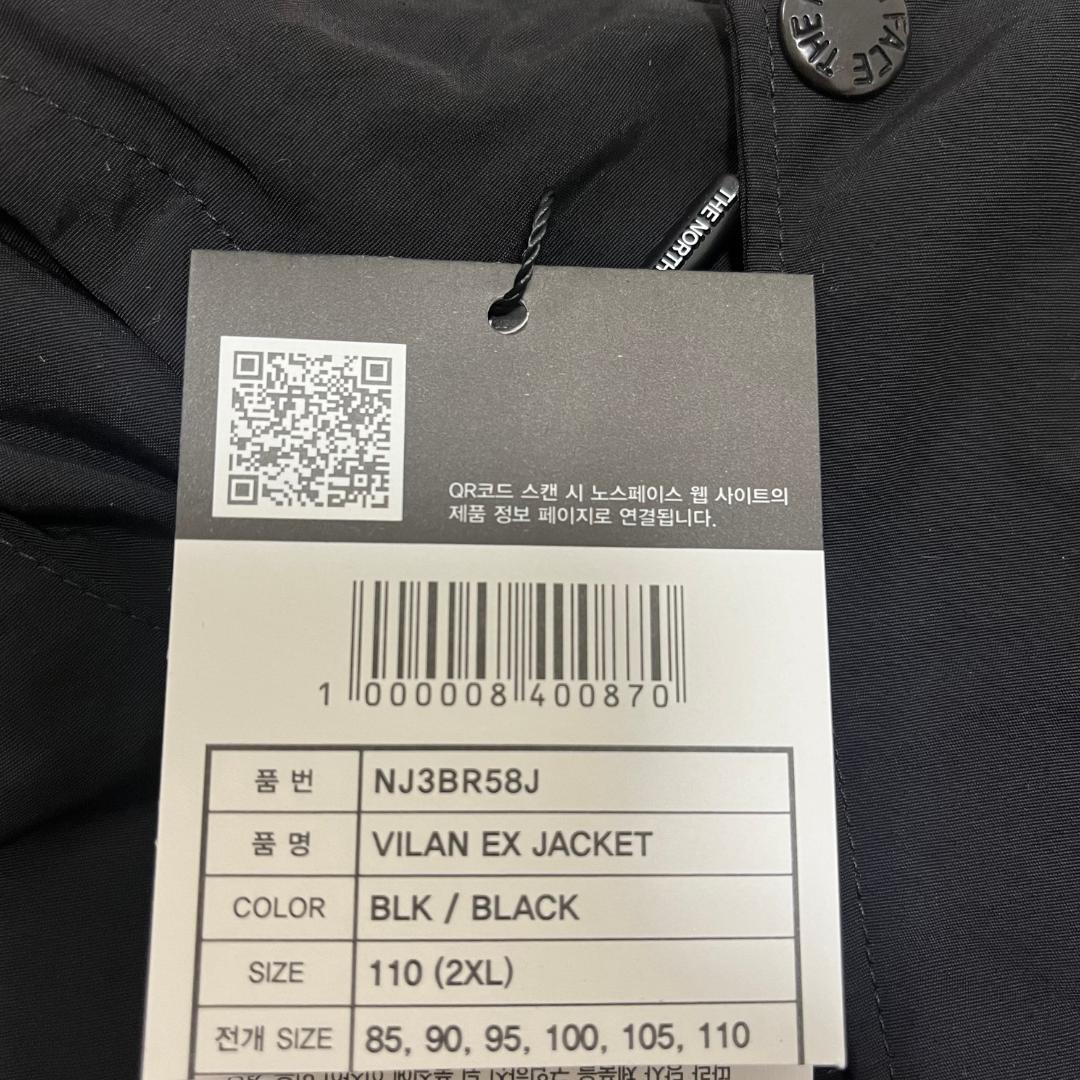 FACE THE
THE NORTH
QR코드 스캔 시 노스페이스 웹 사이트의
제품 정보 페이지로 연결됩니다.
1 000008 400870
품 번 NJ3BR58J
품 명 VILAN EX JACKET
COLOR BLK / BLACK
SIZE 110 (2XL)
전개 SIZE 85, 90, 95, 100, 105, 110